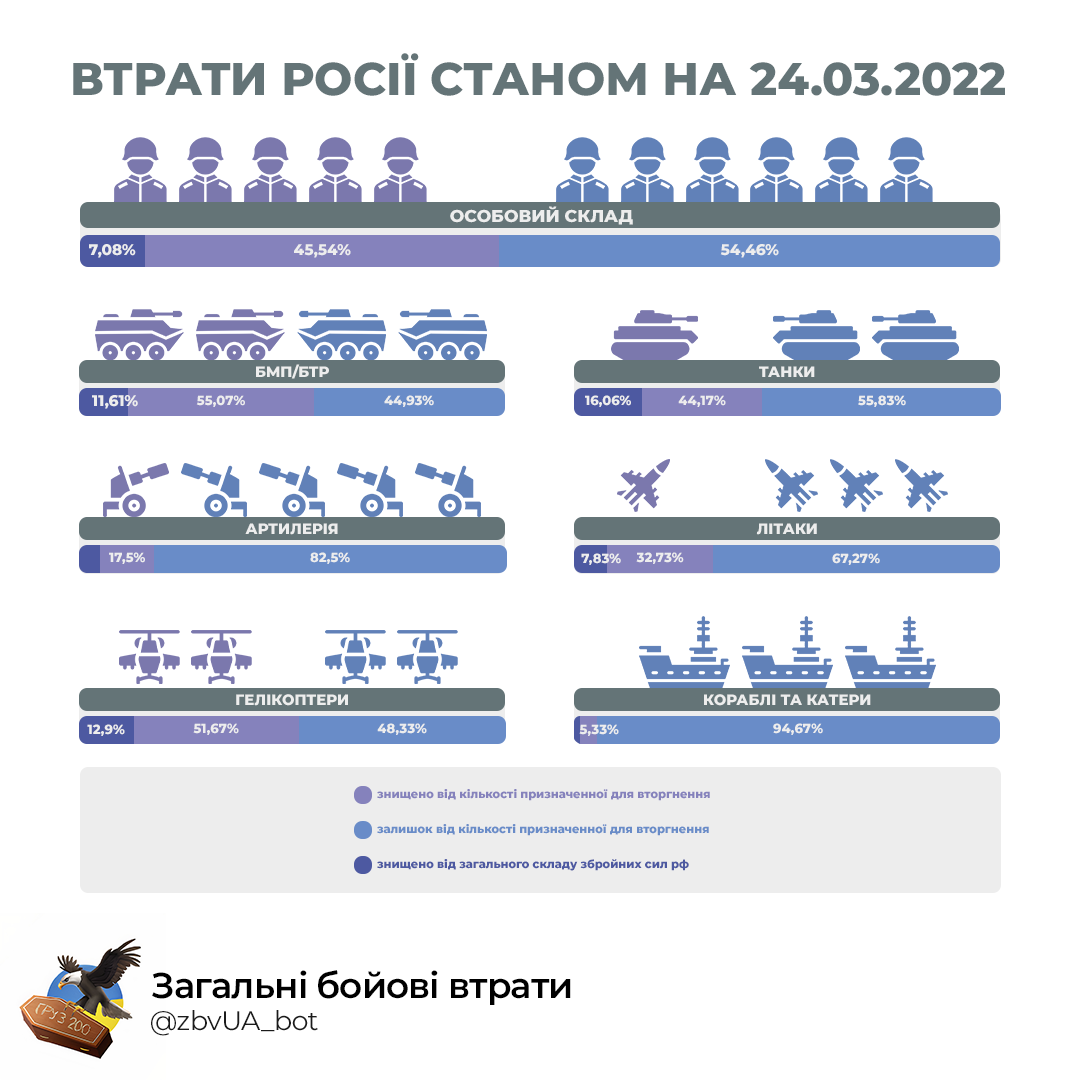 ВТРАТИ РОСІЇ СТАНОМ НА 24.03.2022
ОСОБОВИЙ СКЛАД
7,08% 45,54% 54,46%
БМП/БТР
11,61% 55,07% 44,93%
ТАНКИ
16,06% 44,17% 55,83%
АРТИЛЕРІЯ
17,5% 82,5%
ЛІТАКИ
7,83% 32,73% 67,27%
ГЕЛІКОПТЕРИ
12,9% 51,67% 48,33%
КОРАБЛІ ТА КАТЕРИ
5,33% 94,67%
знищено від кількості призначенної для вторгнення
залишок від кількості призначенної для вторгнення
знищено від загального складу збройних сил рф
ГРУЗ 200
Загальні бойові втрати
@zbvUA_bot